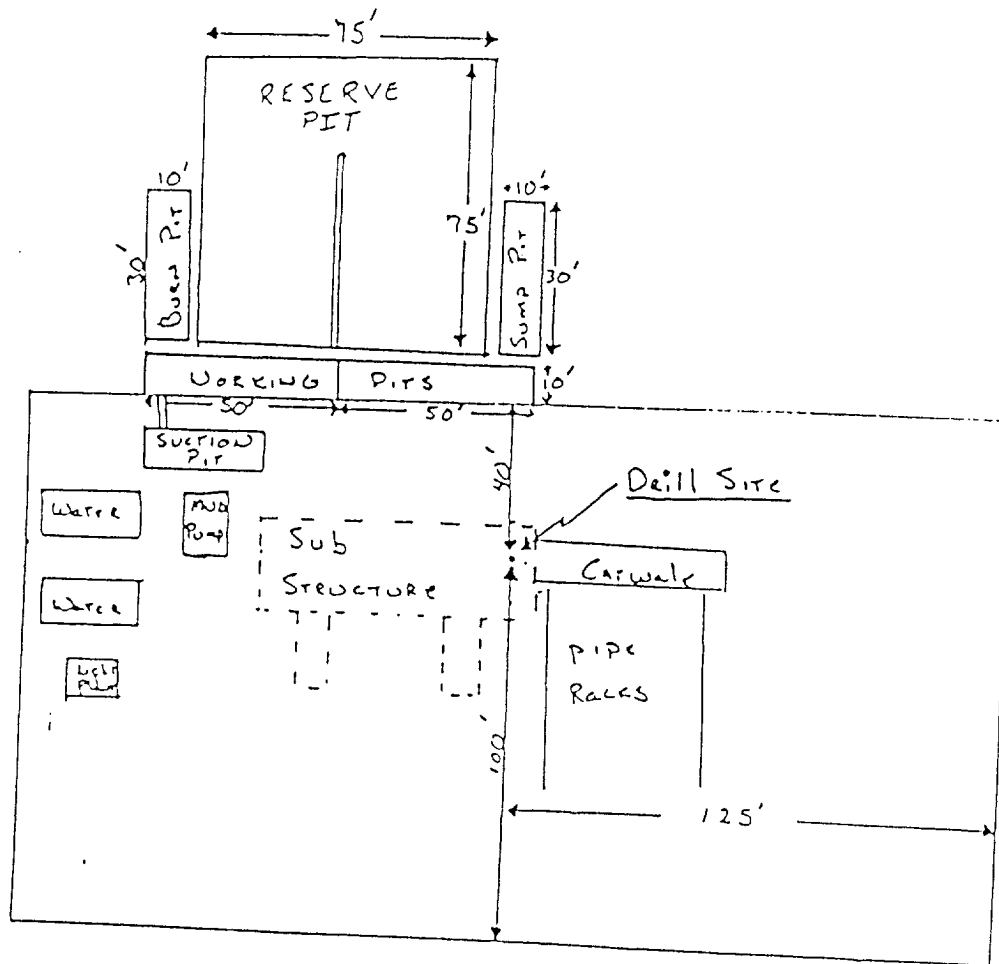 75'
RESERVE
PIT
10'
10'
75'
30'
Burn Pit
Sump Pit
30'
WORKING PITS
10'
50'
50'
SUCTION
PIT
40'
Drill Site
Water
MUD
Pump
Sub
STRUCTURE
Catwalk
Water
PIPE
RACKS
100'
125'